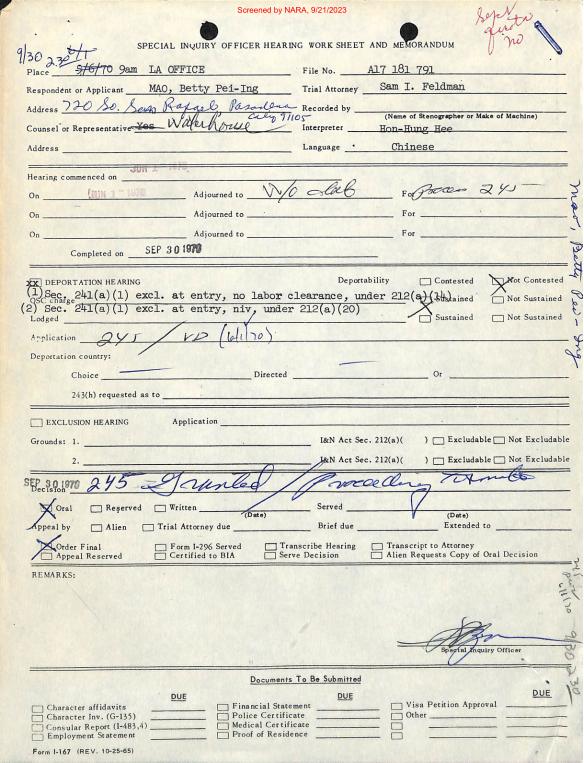 Screened by NARA, 9/21/2023
Sept quota no
9/30 2:30 6/1
SPECIAL INQUIRY OFFICER HEARING WORK SHEET AND MEMORANDUM
Place 5/6/70 9am LA OFFICE File No. A17 181 791
Respondent or Applicant MAO, Betty Pei-Ing Trial Attorney Sam I. Feldman
Address 720 So. San Rafael Pasadena Calif 91105 Recorded by
(Name of Stenographer or Make of Machine)
Counsel or Representative Yes Waterhouse Interpreter Hon-Hung Hee
Address Language Chinese
Hearing commenced on JUN 1 1970
On JUN 1 - 1970 Adjourned to W/O date For Process 245
On Adjourned to For
On Adjourned to For
Completed on SEP 30 1970
xx DEPORTATION HEARING Deportability Contested Not Contested
(1) Sec. 241(a)(1) excl. at entry, no labor clearance, under 212(a)(14)
OSC charge Sustained Not Sustained
(2) Sec. 241(a)(1) excl. at entry, niv, under 212(a)(20)
Lodged Sustained Not Sustained
Application 245 / VD (6/1/70)
Deportation country:
Choice Directed Or
243(h) requested as to
EXCLUSION HEARING Application
Grounds: 1. I&N Act Sec. 212(a)( ) Excludable Not Excludable
2. I&N Act Sec. 212(a)( ) Excludable Not Excludable
SEP 30 1970
Decision 245 Granted / Proceeding
Oral Reserved Written (Date) Served (Date)
Appeal by Alien Trial Attorney due Brief due Extended to
Order Final Form I-296 Served Transcribe Hearing Transcript to Attorney
Appeal Reserved Certified to BIA Serve Decision Alien Requests Copy of Oral Decision
REMARKS:
Special Inquiry Officer
Documents To Be Submitted
DUE DUE DUE
Character affidavits Financial Statement Visa Petition Approval
Character Inv. (G-135) Police Certificate Other
Consular Report (I-483,4) Medical Certificate
Employment Statement Proof of Residence
Form I-167 (REV. 10-25-65)
Mao, Betty Pei-Ing
9/30 2:30